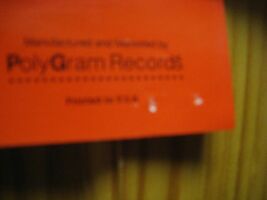 Manufactured and Marketed by
PolyGram Records
Printed in U.S.A.